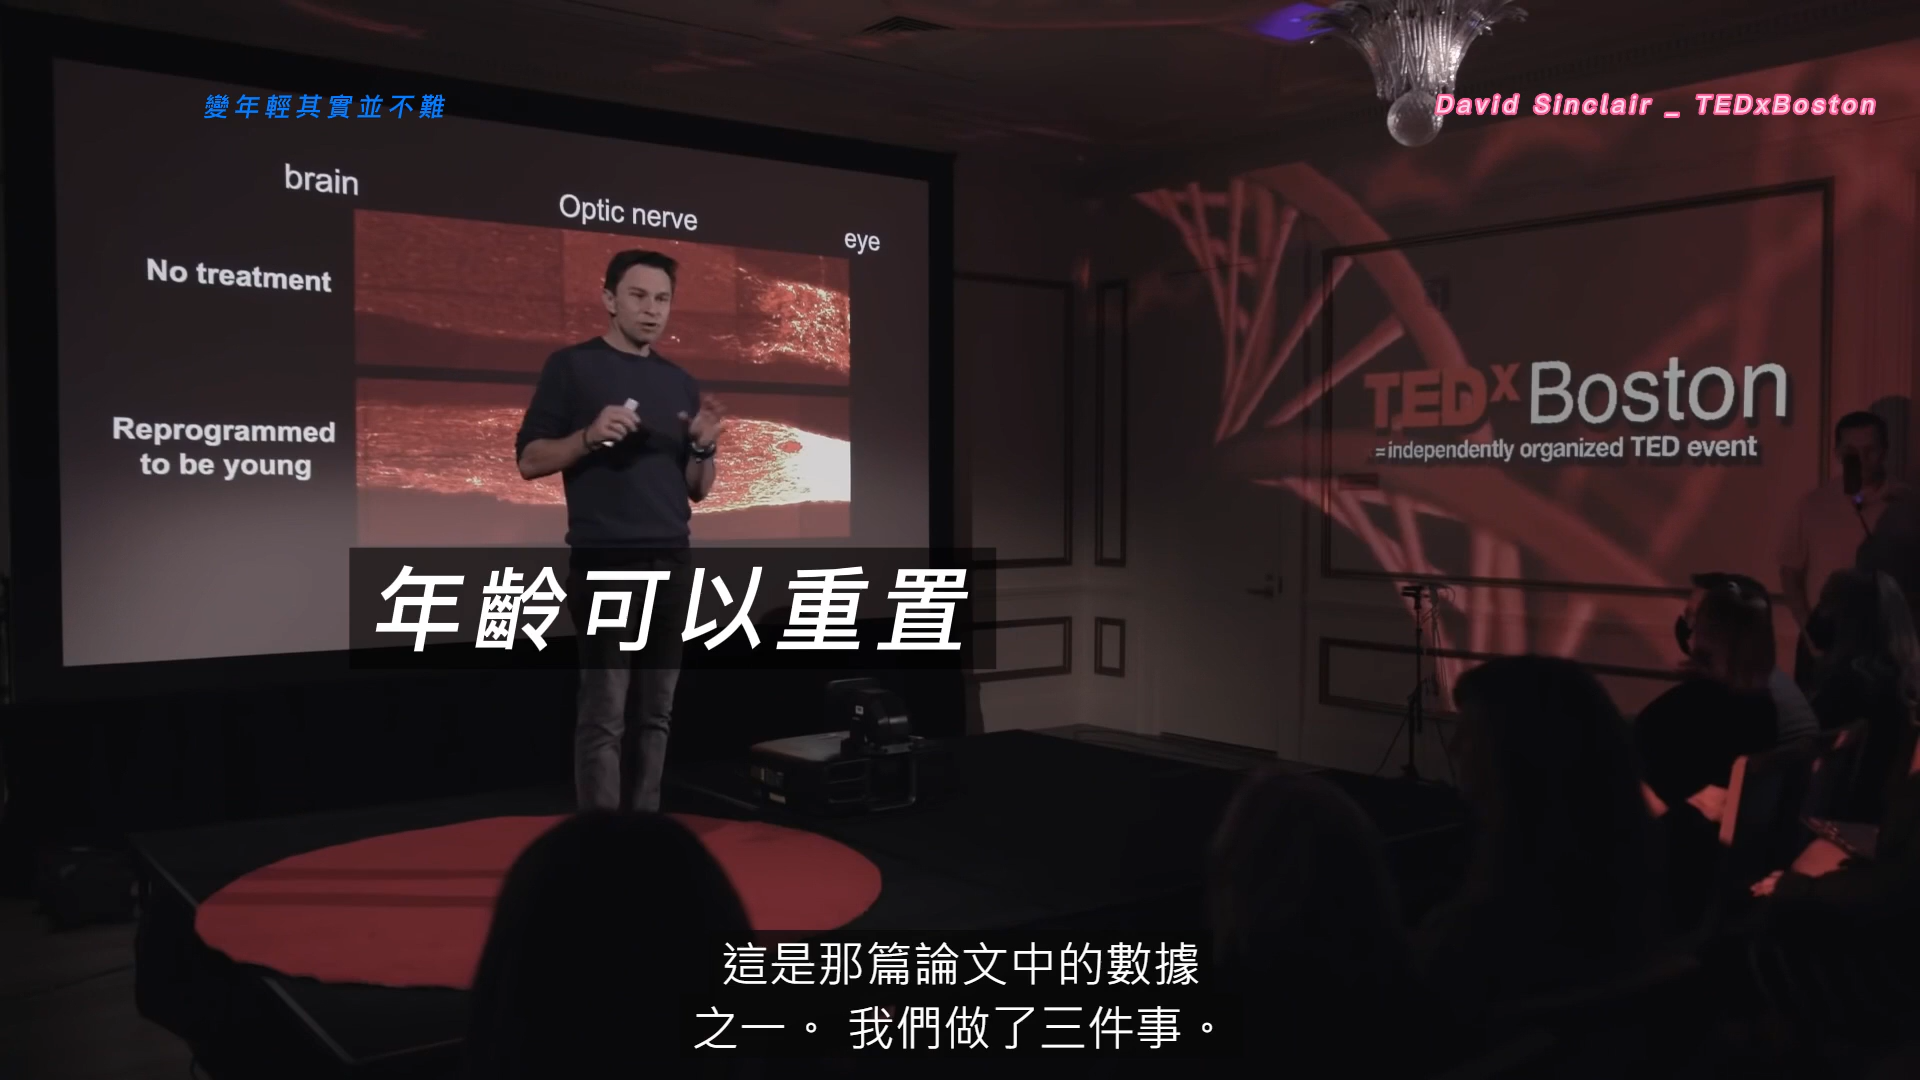 變年輕其實並不難
David Sinclair _ TEDxBoston
brain
Optic nerve
eye
No treatment
Reprogrammed
to be young
TEDxBoston
=independently organized TED event
年齡可以重置
這是那篇論文中的數據
之一。 我們做了三件事。